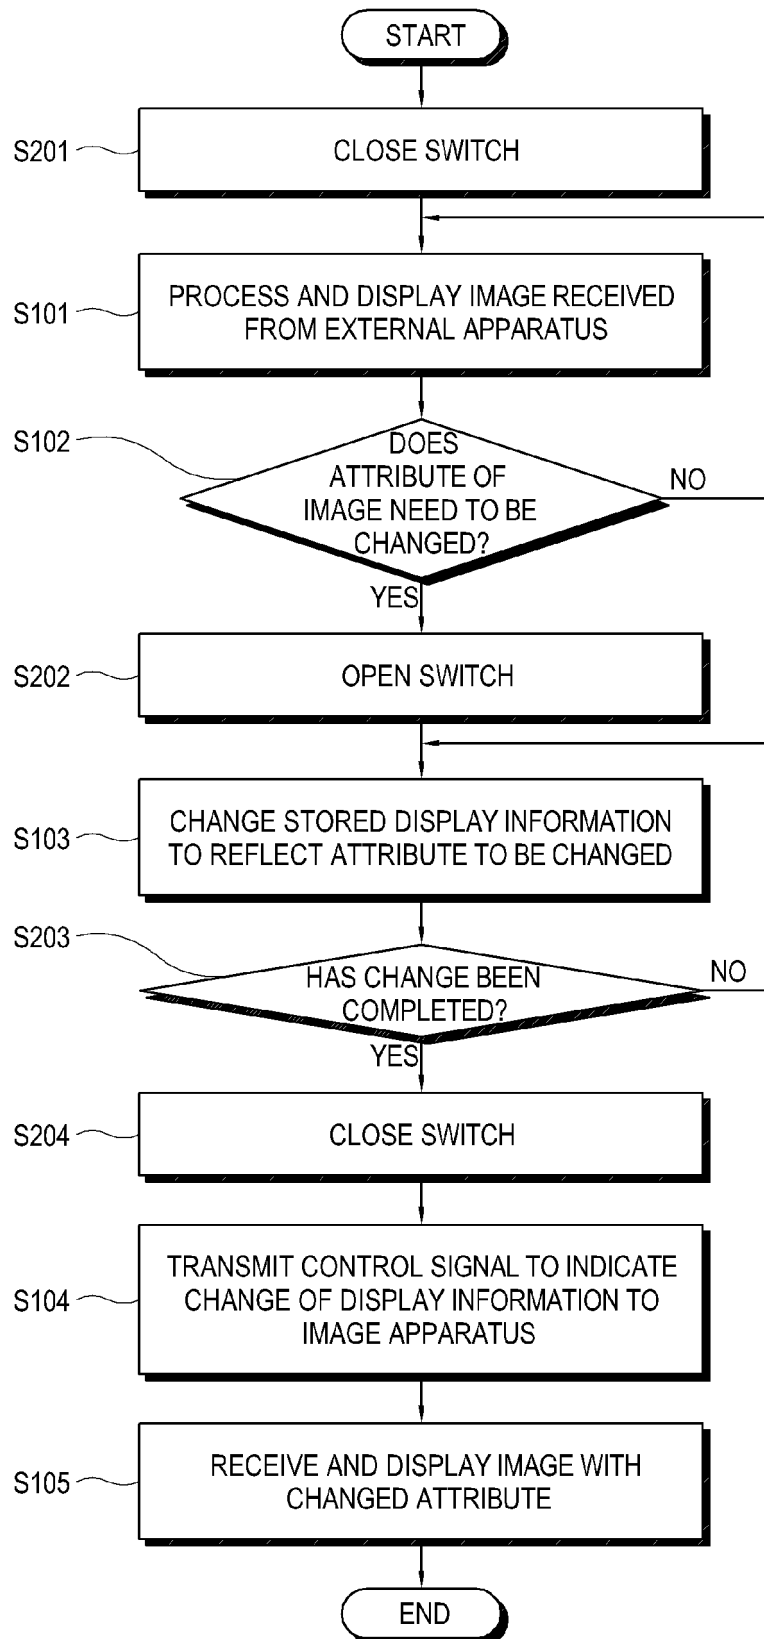 START
S201
CLOSE SWITCH
S101
PROCESS AND DISPLAY IMAGE RECEIVED
FROM EXTERNAL APPARATUS
S102
DOES
ATTRIBUTE OF
IMAGE NEED TO BE
CHANGED?
NO
YES
S202
OPEN SWITCH
S103
CHANGE STORED DISPLAY INFORMATION
TO REFLECT ATTRIBUTE TO BE CHANGED
S203
HAS CHANGE BEEN
COMPLETED?
NO
YES
S204
CLOSE SWITCH
S104
TRANSMIT CONTROL SIGNAL TO INDICATE
CHANGE OF DISPLAY INFORMATION TO
IMAGE APPARATUS
S105
RECEIVE AND DISPLAY IMAGE WITH
CHANGED ATTRIBUTE
END